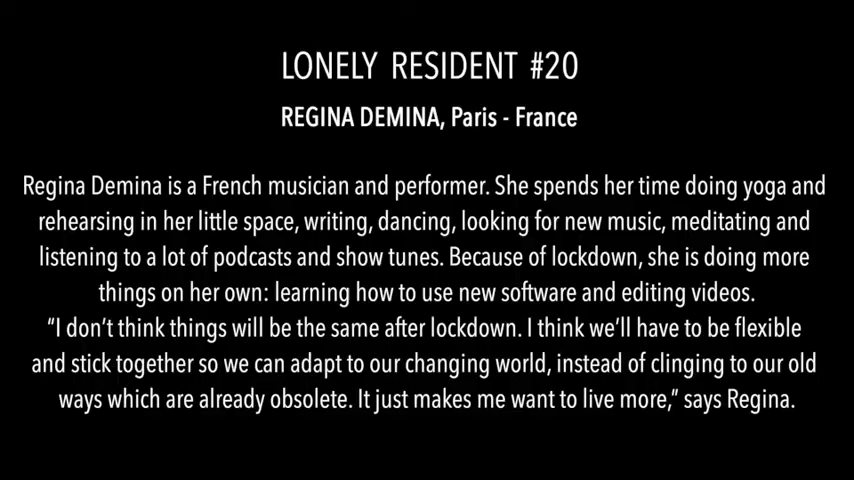 LONELY RESIDENT #20
REGINA DEMINA, Paris - France
Regina Demina is a French musician and performer. She spends her time doing yoga and
rehearsing in her little space, writing, dancing, looking for new music, meditating and
listening to a lot of podcasts and show tunes. Because of lockdown, she is doing more
things on her own: learning how to use new software and editing videos.
“I don’t think things will be the same after lockdown. I think we’ll have to be flexible
and stick together so we can adapt to our changing world, instead of clinging to our old
ways which are already obsolete. It just makes me want to live more,” says Regina.